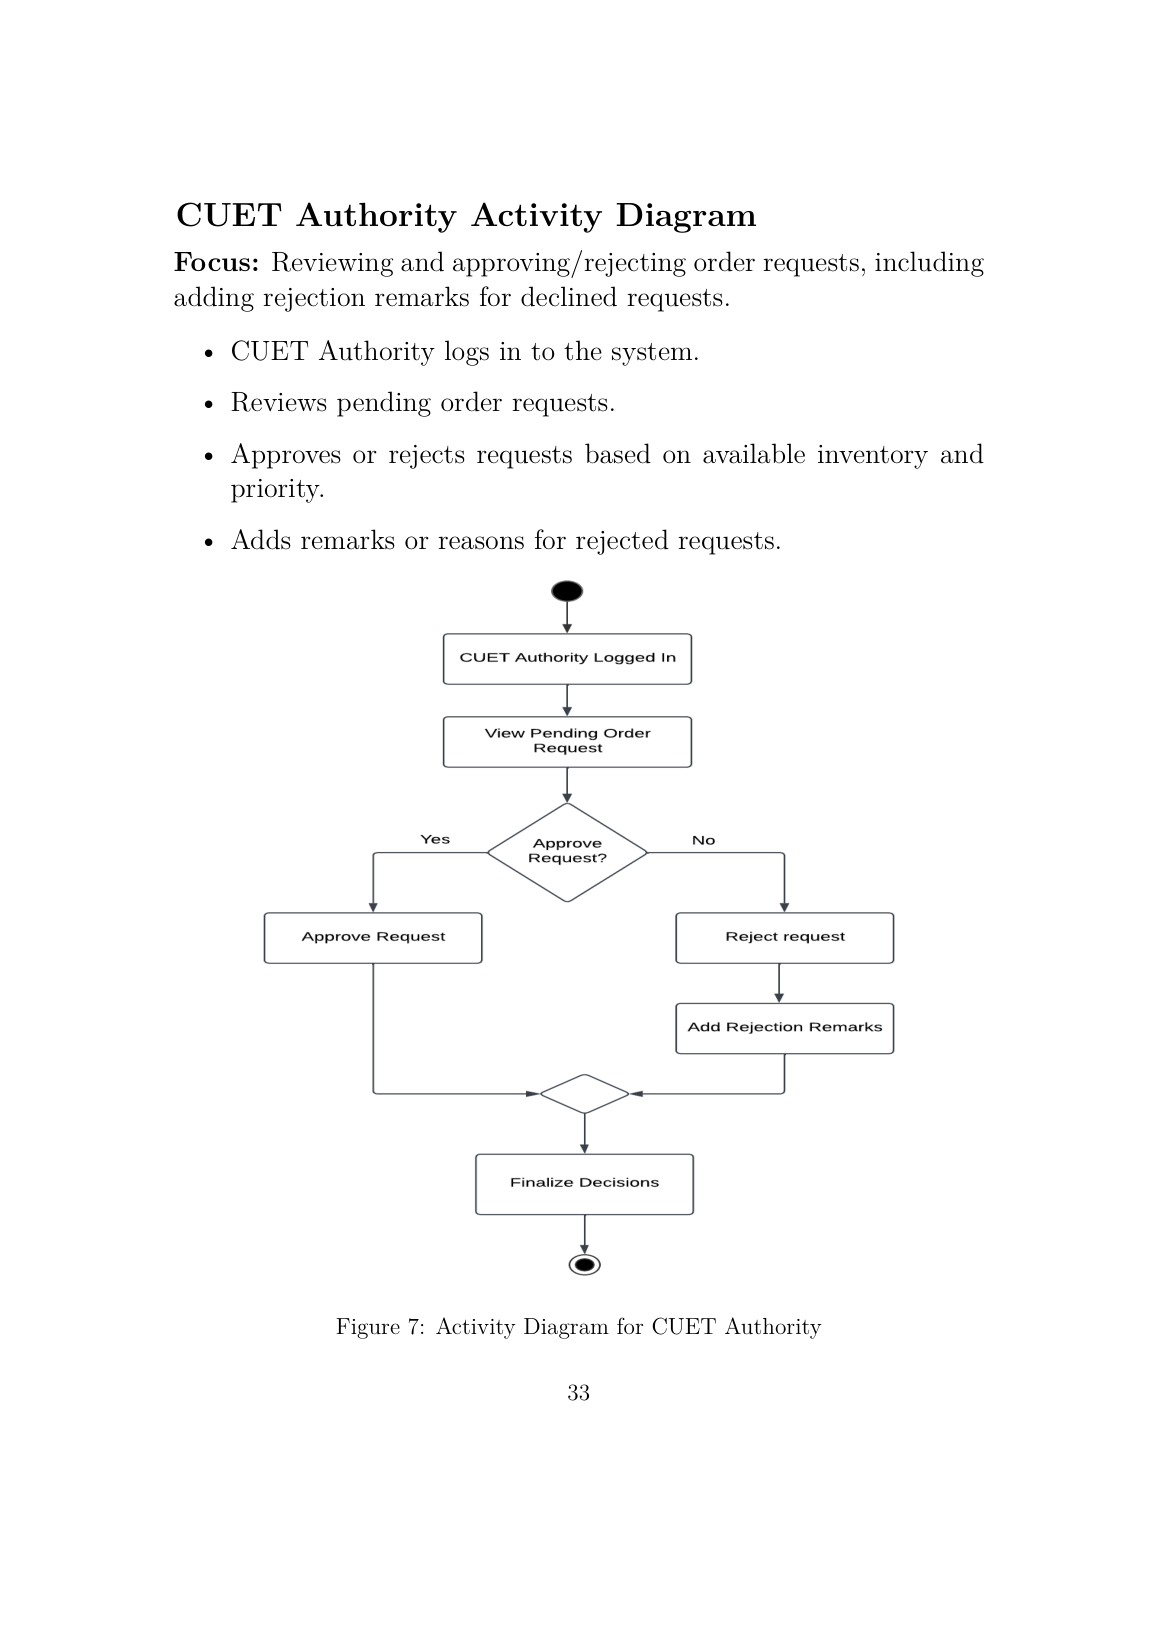 CUET Authority Activity Diagram
Focus: Reviewing and approving/rejecting order requests, including
adding rejection remarks for declined requests.
• CUET Authority logs in to the system.
• Reviews pending order requests.
• Approves or rejects requests based on available inventory and
priority.
• Adds remarks or reasons for rejected requests.
CUET Authority Logged In
View Pending Order
Request
Approve
Request?
Yes
No
Approve Request
Reject request
Add Rejection Remarks
Finalize Decisions
Figure 7: Activity Diagram for CUET Authority
33